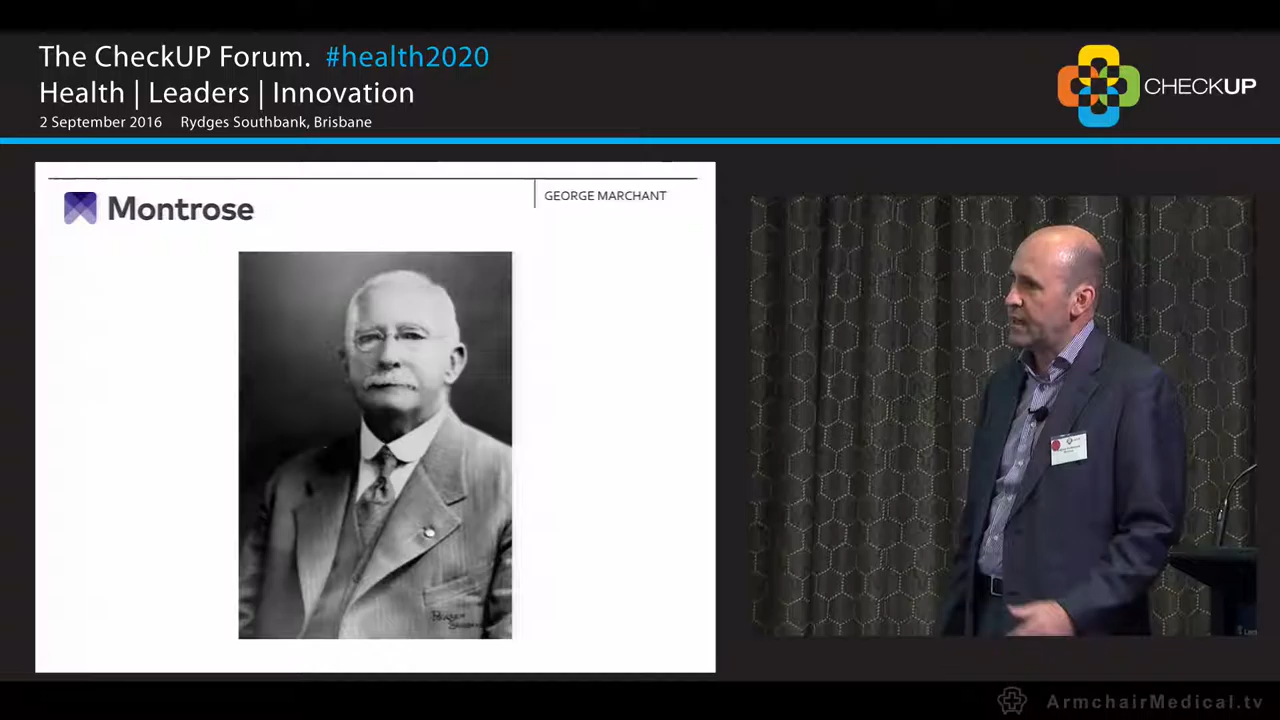 The CheckUP Forum. #health2020
Health | Leaders | Innovation
2 September 2016 Rydges Southbank, Brisbane
CHECKUP
Montrose
GEORGE MARCHANT
ArmchairMedical.tv